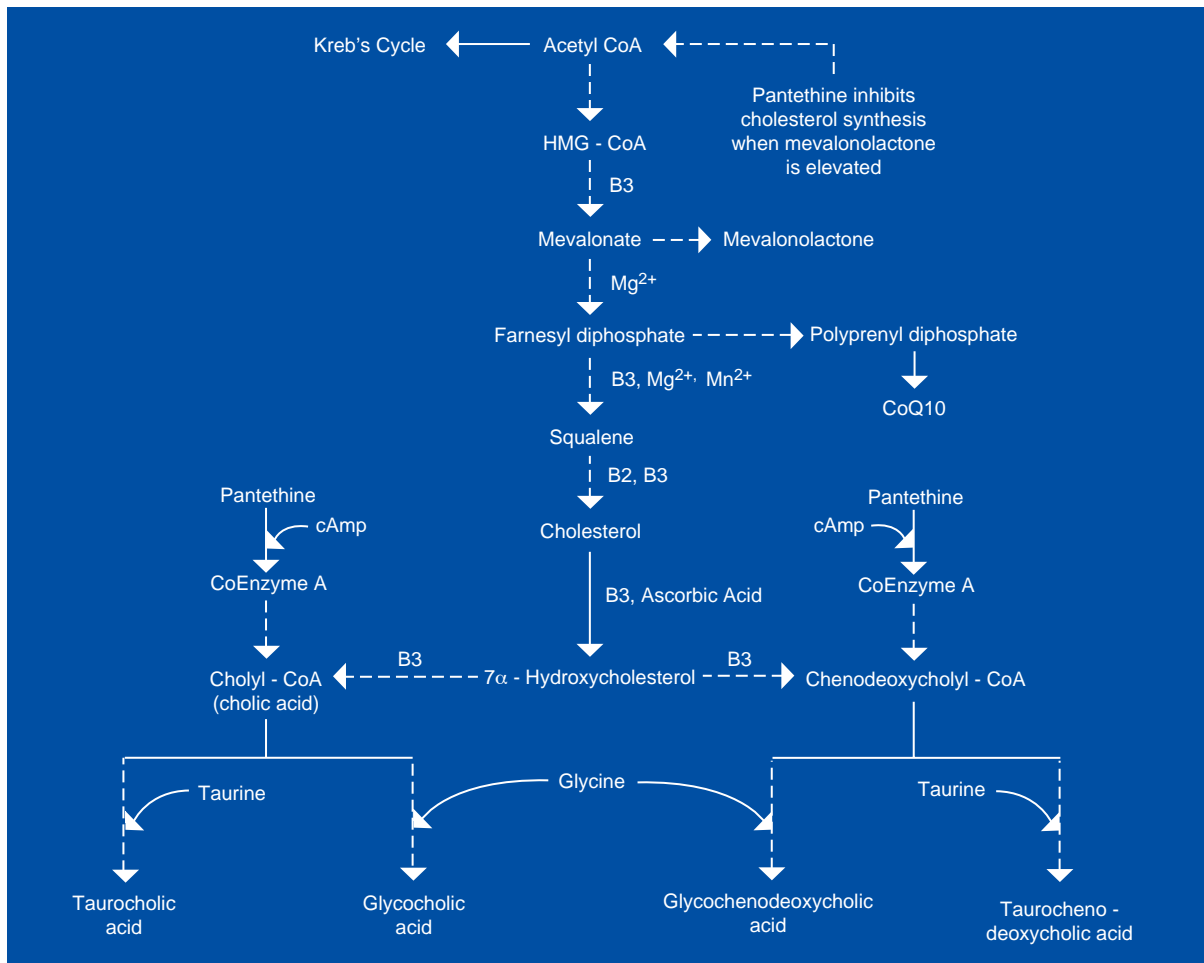 Kreb's Cycle
Acetyl CoA
Pantethine inhibits
cholesterol synthesis
when mevalonolactone
is elevated
HMG - CoA
B3
Mevalonate
Mevalonolactone
Mg2+
Farnesyl diphosphate
Polyprenyl diphosphate
B3, Mg2+, Mn2+
CoQ10
Squalene
B2, B3
Pantethine
Pantethine
cAmp
Cholesterol
cAmp
CoEnzyme A
B3, Ascorbic Acid
CoEnzyme A
B3
B3
Cholyl - CoA
(cholic acid)
7α - Hydroxycholesterol
Chenodeoxycholyl - CoA
Taurine
Glycine
Taurine
Taurocholic
acid
Glycocholic
acid
Glycochenodeoxycholic
acid
Taurocheno -
deoxycholic acid